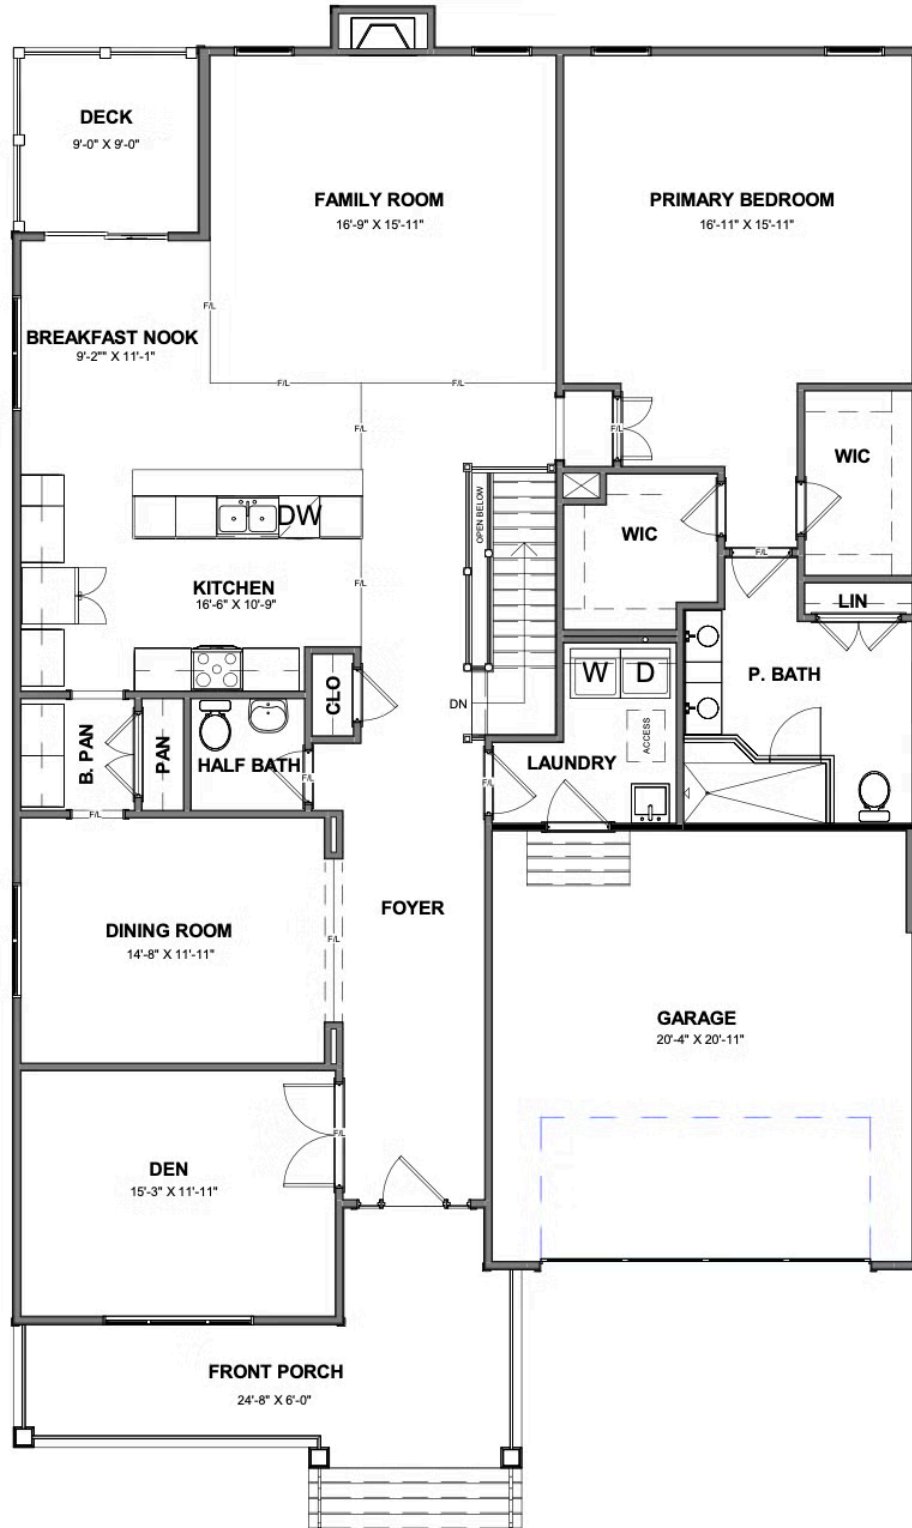 DECK
9'-0" X 9'-0"
FAMILY ROOM
16'-9" X 15'-11"
PRIMARY BEDROOM
16'-11" X 15'-11"
F/L
BREAKFAST NOOK
9'-2"" X 11'-1"
F/L
F/L
F/L
F/L
WIC
OPEN BELOW
WIC
DW
F/L
KITCHEN
16'-6" X 10'-9"
F/L
LIN
W
D
P. BATH
CLO
DN
ACCESS
B. PAN
PAN
HALF BATH
F/L
LAUNDRY
F/L
F/L
FOYER
DINING ROOM
14'-8" X 11'-11"
F/L
GARAGE
20'-4" X 20'-11"
F/L
DEN
15'-3" X 11'-11"
FRONT PORCH
24'-8" X 6'-0"